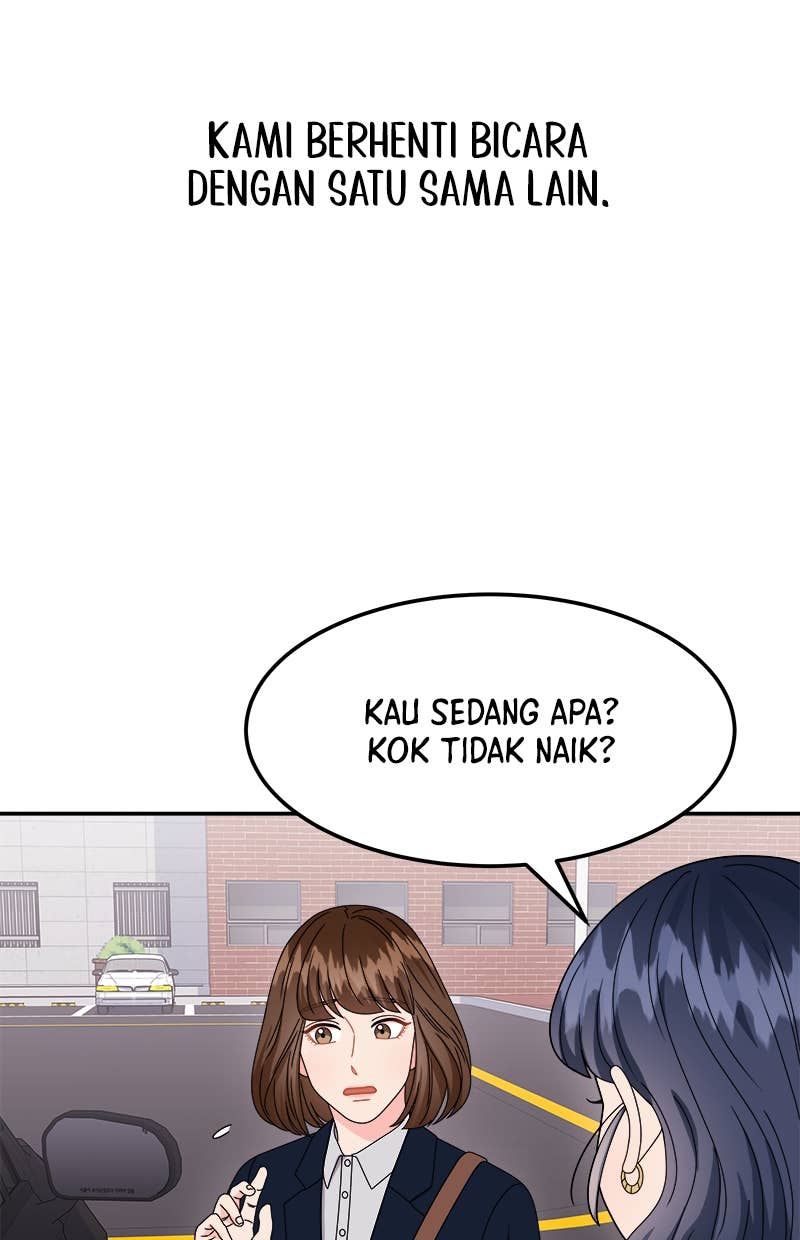 KAMI BERHENTI BICARA
DENGAN SATU SAMA LAIN.
KAU SEDANG APA?
KOK TIDAK NAIK?